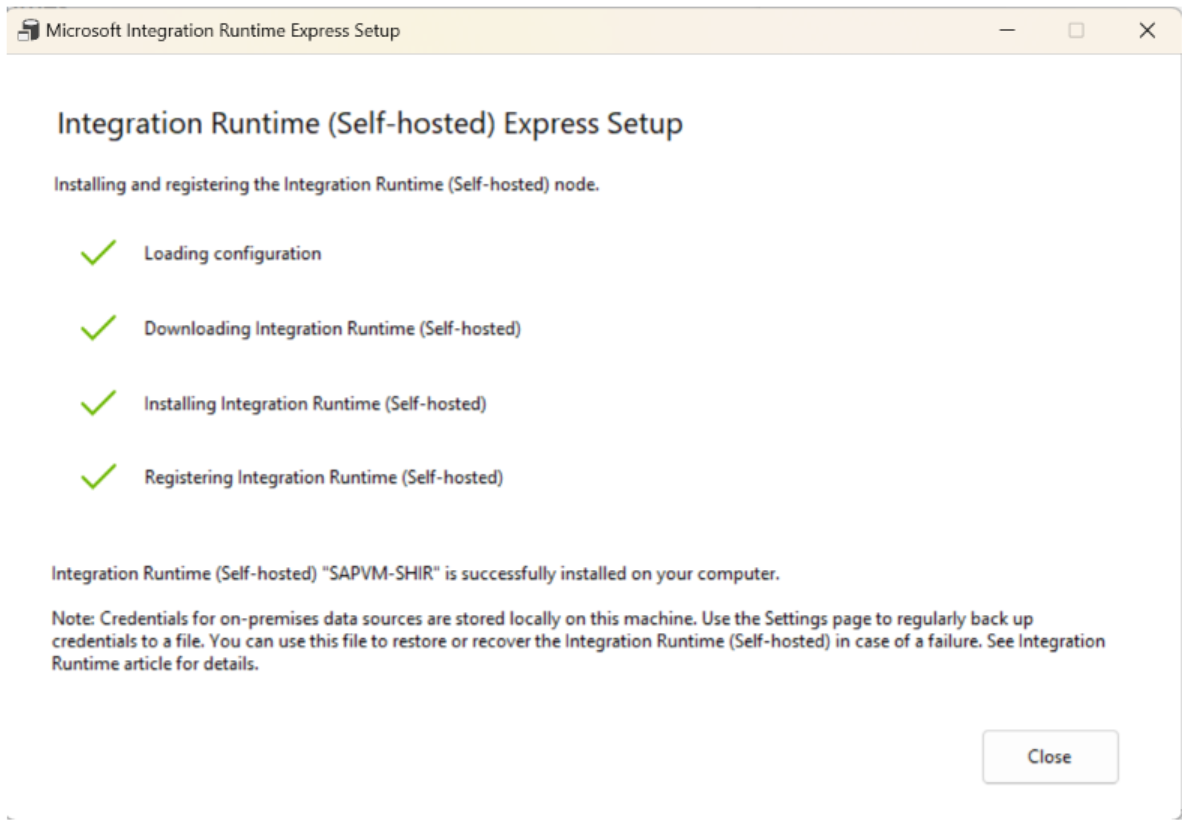 Microsoft Integration Runtime Express Setup
Integration Runtime (Self-hosted) Express Setup
Installing and registering the Integration Runtime (Self-hosted) node.
Loading configuration
Downloading Integration Runtime (Self-hosted)
Installing Integration Runtime (Self-hosted)
Registering Integration Runtime (Self-hosted)
Integration Runtime (Self-hosted) "SAPVM-SHIR" is successfully installed on your computer.
Note: Credentials for on-premises data sources are stored locally on this machine. Use the Settings page to regularly back up
credentials to a file. You can use this file to restore or recover the Integration Runtime (Self-hosted) in case of a failure. See Integration
Runtime article for details.
Close